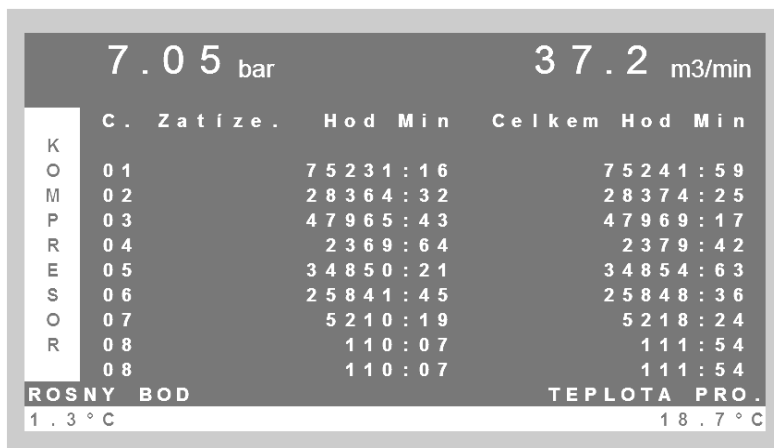 7.05 bar 37.2 m3/min
C. Zatíze. Hod Min Celkem Hod Min
KOMPRESOR
01 75231:16 75241:59
02 28364:32 28374:25
03 47965:43 47969:17
04 2369:64 2379:42
05 34850:21 34854:63
06 25841:45 25848:36
07 5210:19 5218:24
08 110:07 111:54
08 110:07 111:54
ROSNY BOD TEPLOTA PRO.
1.3°C 18.7°C